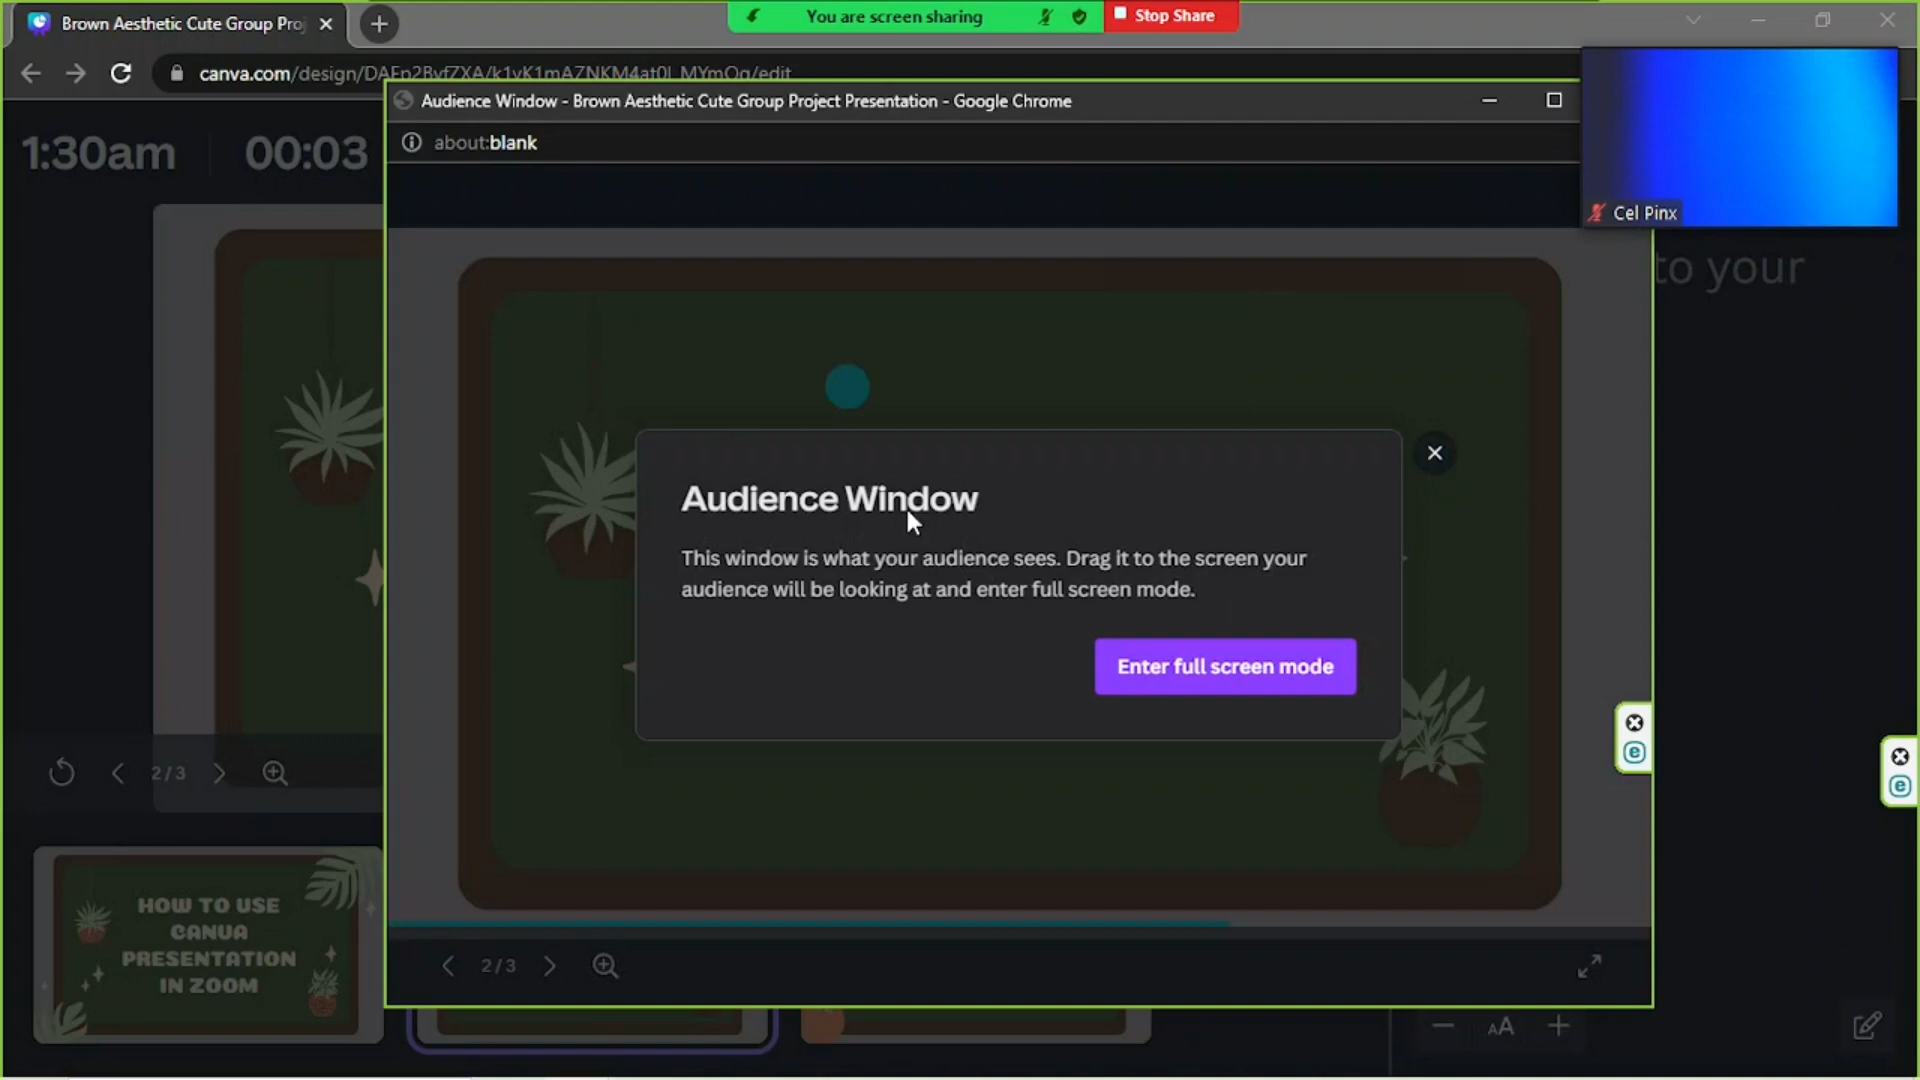 Brown Aesthetic Cute Group Proj
You are screen sharing
Stop Share
canva.com/design/DAFp2BvfZXA/k1vK1mAZNKM4at0L_MYmOg/edit
Audience Window - Brown Aesthetic Cute Group Project Presentation - Google Chrome
about:blank
1:30am
00:03
Cel Pinx
to your
Audience Window
This window is what your audience sees. Drag it to the screen your
audience will be looking at and enter full screen mode.
Enter full screen mode
2/3
HOW TO USE
CANVA
PRESENTATION
IN ZOOM
2/3
AA